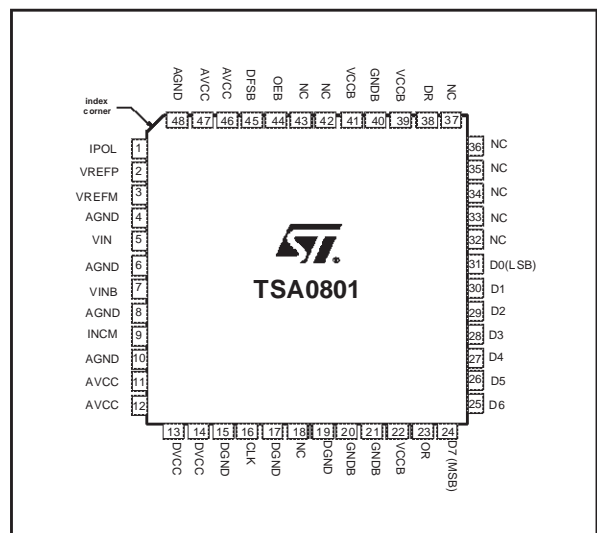 AGND
AVCC
AVCC
DFSB
OEB
NC
NC
VCCB
GNDB
VCCB
DR
NC
index
corner
48 47 46 45 44 43 42 41 40 39 38 37
IPOL 1
VREFP 2
VREFM 3
AGND 4
VIN 5
AGND 6
VINB 7
AGND 8
INCM 9
AGND 10
AVCC 11
AVCC 12
ST
TSA0801
36 NC
35 NC
34 NC
33 NC
32 NC
31 D0(LSB)
30 D1
29 D2
28 D3
27 D4
26 D5
25 D6
13 14 15 16 17 18 19 20 21 22 23 24
DVCC
DVCC
DGND
CLK
DGND
NC
DGND
GNDB
GNDB
VCCB
OR
D7 (MSB)